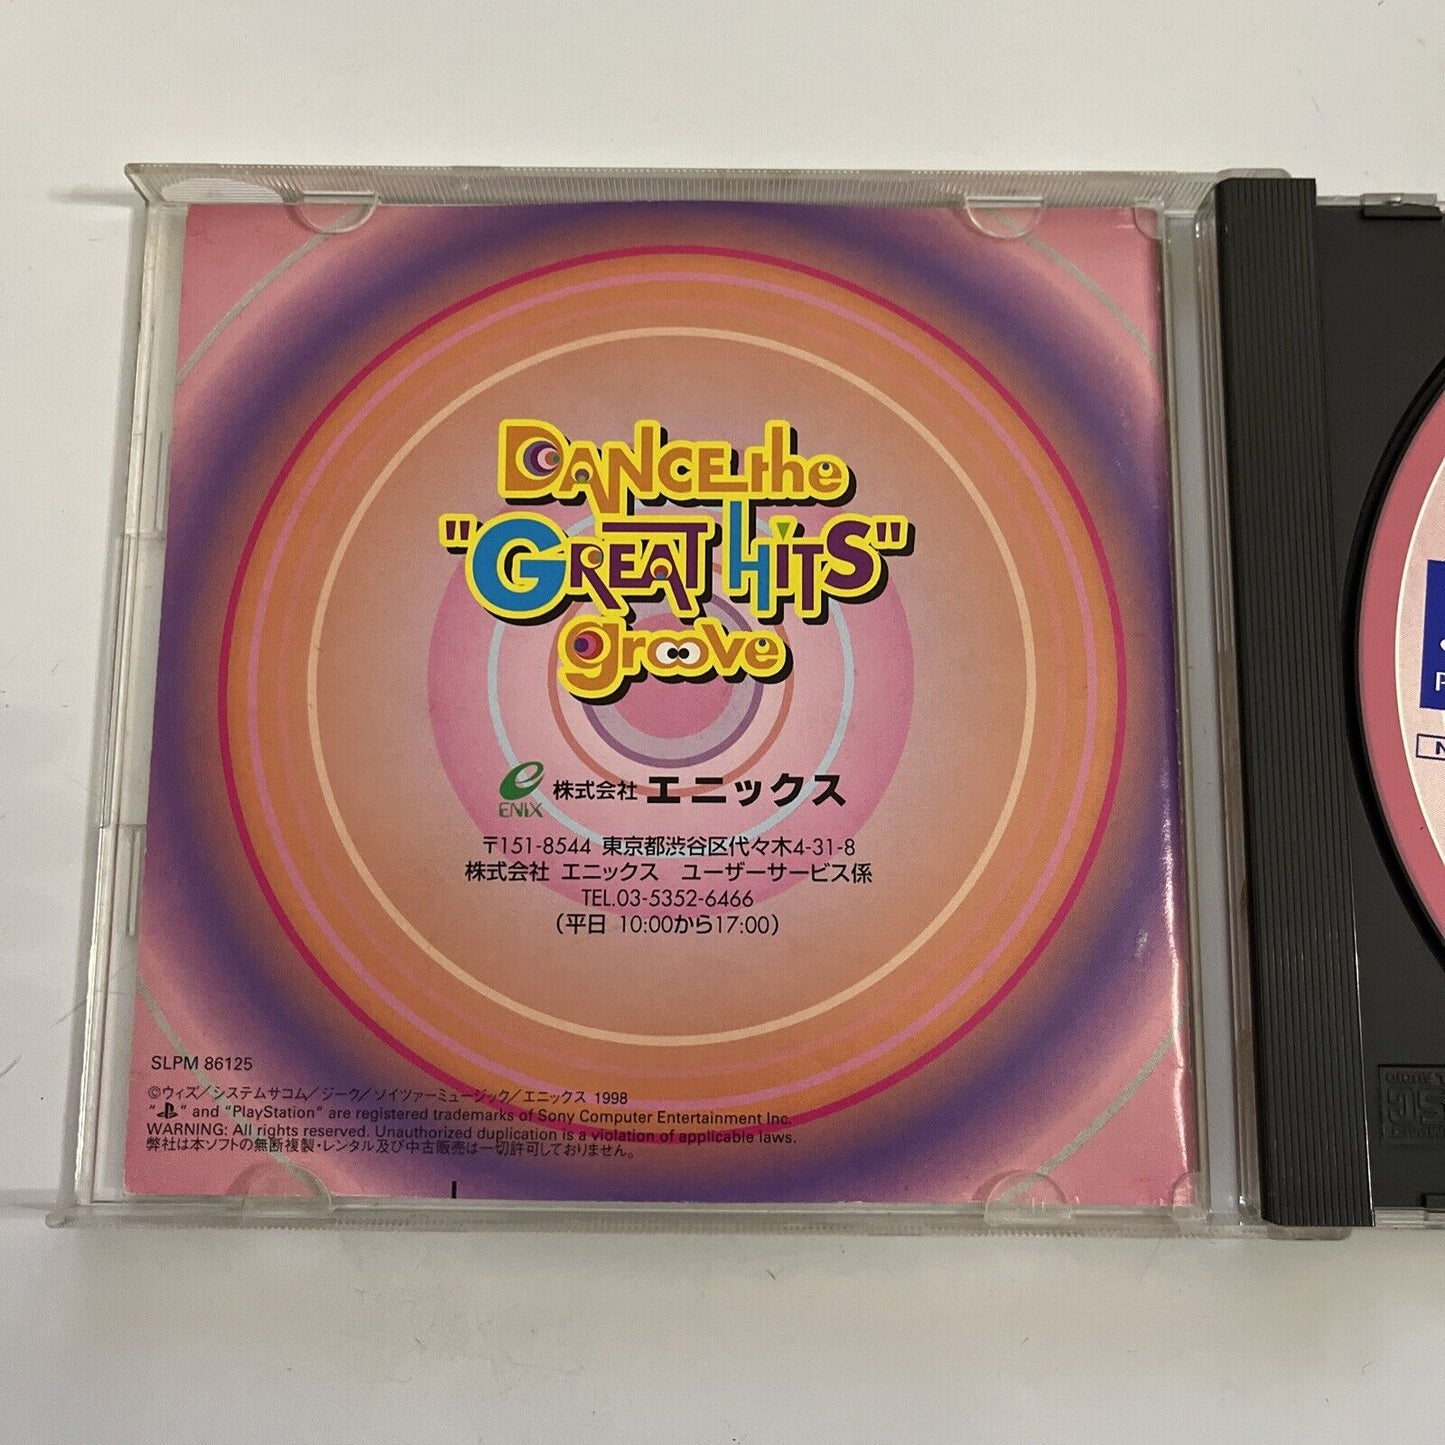 DANCE the
"GREAT HITS"
groove
ENIX 株式会社 エニックス
〒151-8544 東京都渋谷区代々木4-31-8
株式会社 エニックス ユーザーサービス係
TEL.03-5352-6466
(平日 10:00から17:00)
SLPM 86125
©ウィズ/システムサコム/ジーク/ソイツァーミュージック/エニックス 1998
" " and "PlayStation" are registered trademarks of Sony Computer Entertainment Inc.
WARNING: All rights reserved. Unauthorized duplication is a violation of applicable laws.
弊社は本ソフトの無断複製・レンタル及び中古販売は一切許可しておりません。